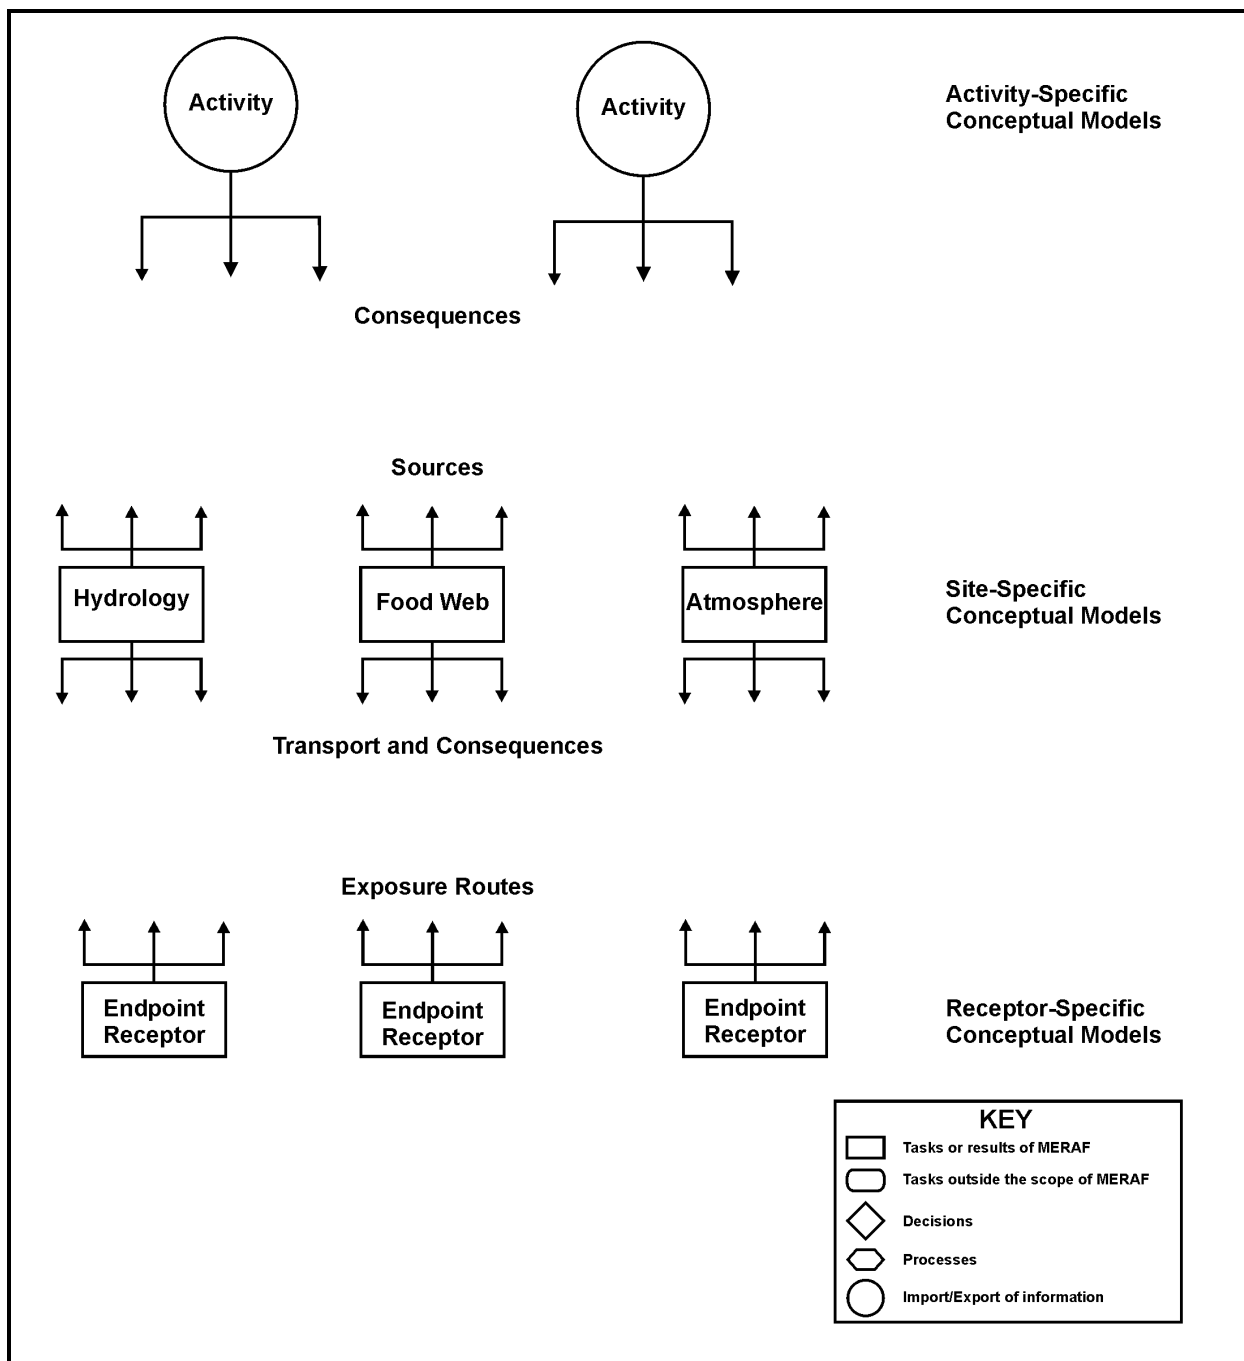 Activity
Activity
Activity-Specific
Conceptual Models
Consequences
Sources
Hydrology
Food Web
Atmosphere
Site-Specific
Conceptual Models
Transport and Consequences
Exposure Routes
Endpoint
Receptor
Endpoint
Receptor
Endpoint
Receptor
Receptor-Specific
Conceptual Models
KEY
Tasks or results of MERAF
Tasks outside the scope of MERAF
Decisions
Processes
Import/Export of information